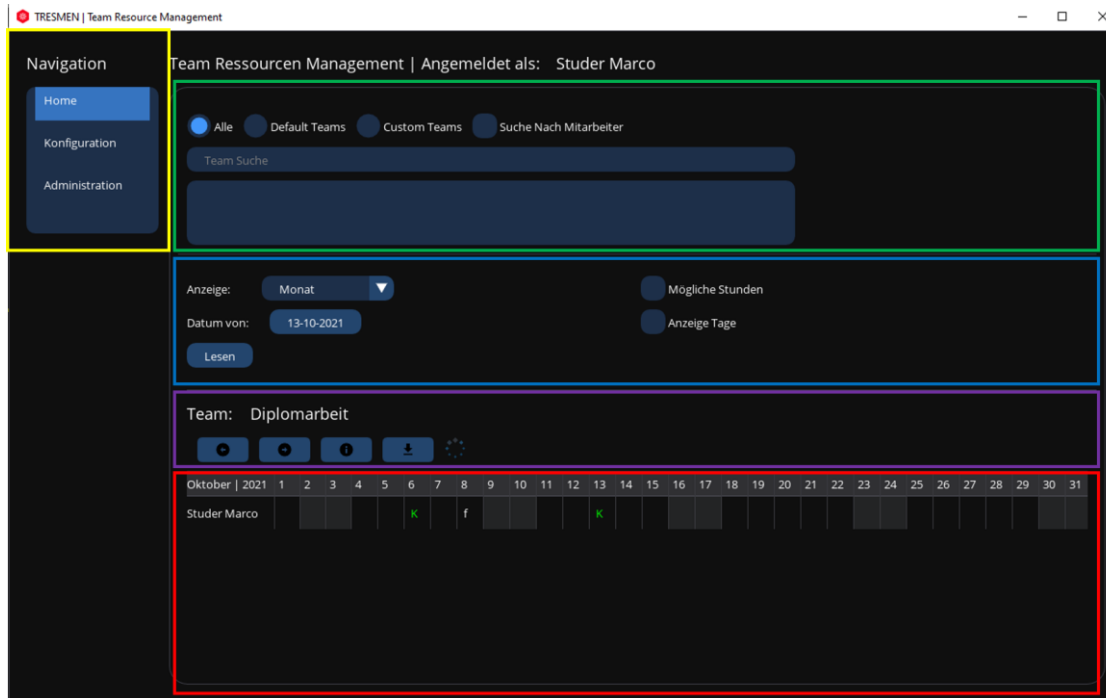 TRESMEN | Team Resource Management
Navigation
Home
Konfiguration
Administration
Team Ressourcen Management | Angemeldet als: Studer Marco
Alle Default Teams Custom Teams Suche Nach Mitarbeiter
Team Suche
Anzeige: Monat Mögliche Stunden
Datum von: 13-10-2021 Anzeige Tage
Lesen
Team: Diplomarbeit
Oktober | 2021 1 2 3 4 5 6 7 8 9 10 11 12 13 14 15 16 17 18 19 20 21 22 23 24 25 26 27 28 29 30 31
Studer Marco K f K